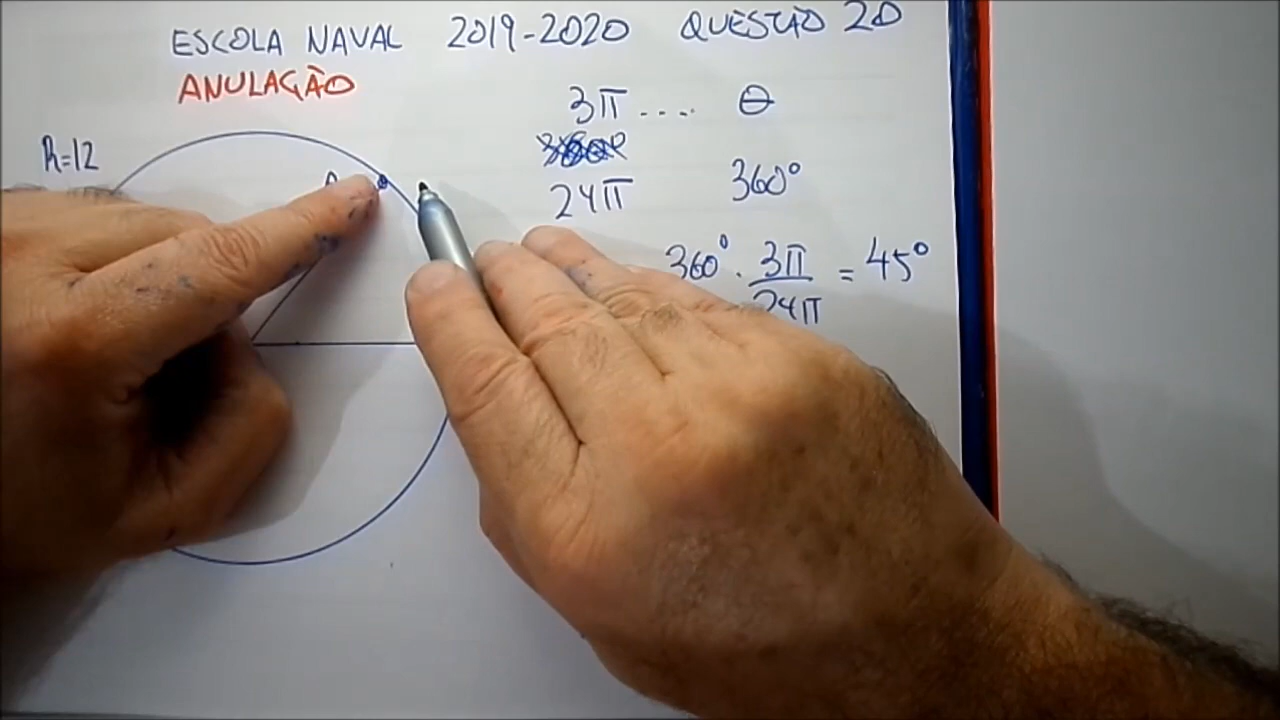 ESCOLA NAVAL 2019-2020 QUESTÃO 20
ANULAÇÃO
3π .... θ
R=12
24π 360°
360° · 3π/24π = 45°